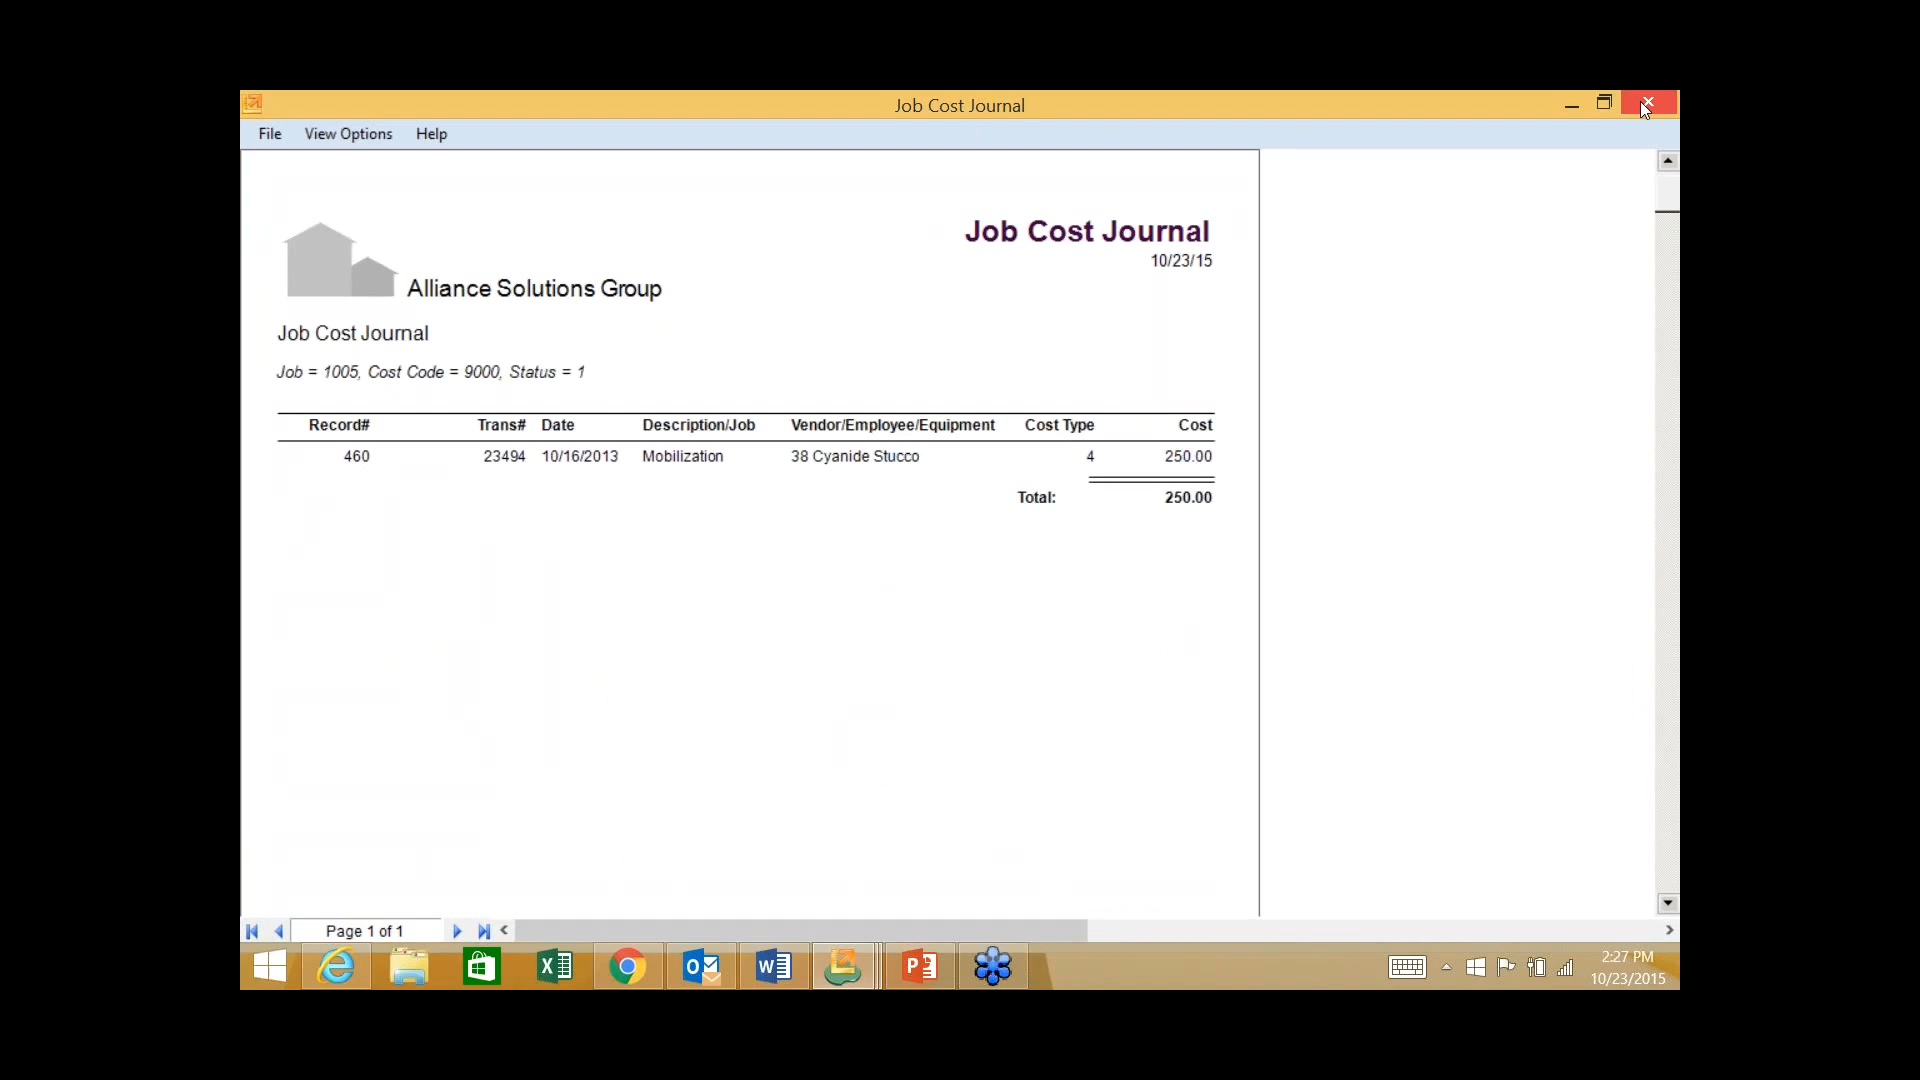 Job Cost Journal
File View Options Help
Job Cost Journal
10/23/15
Alliance Solutions Group
Job Cost Journal
Job = 1005, Cost Code = 9000, Status = 1
Record# Trans# Date Description/Job Vendor/Employee/Equipment Cost Type Cost
460 23494 10/16/2013 Mobilization 38 Cyanide Stucco 4 250.00
Total: 250.00
Page 1 of 1
2:27 PM
10/23/2015